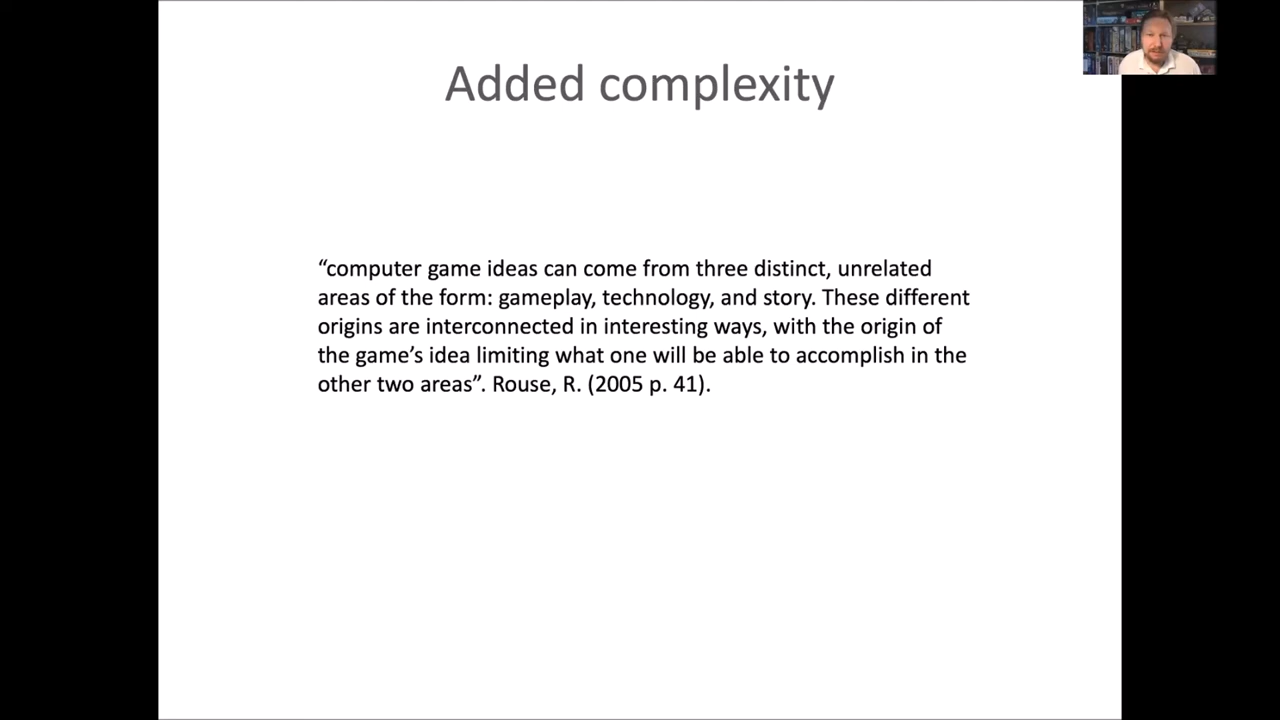 Added complexity
“computer game ideas can come from three distinct, unrelated
areas of the form: gameplay, technology, and story. These different
origins are interconnected in interesting ways, with the origin of
the game’s idea limiting what one will be able to accomplish in the
other two areas”. Rouse, R. (2005 p. 41).